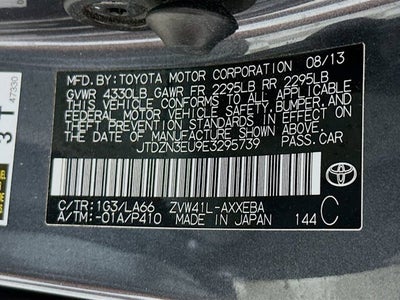 MFD. BY: TOYOTA MOTOR CORPORATION 08/13
GVWR 4330LB GAWR FR 2295LB RR 2295LB
THIS VEHICLE CONFORMS TO ALL APPLICABLE
FEDERAL MOTOR VEHICLE SAFETY, BUMPER, AND
THEFT PREVENTION STANDARDS IN EFFECT ON
THE DATE OF MANUFACTURE SHOWN ABOVE.
JTDZN3EU9E3295739 PASS.CAR
C/TR:1G3/LA66 ZVW41L-AXXEBA
A/TM:-01A/P410 MADE IN JAPAN 144 C
TOYOTA
47330